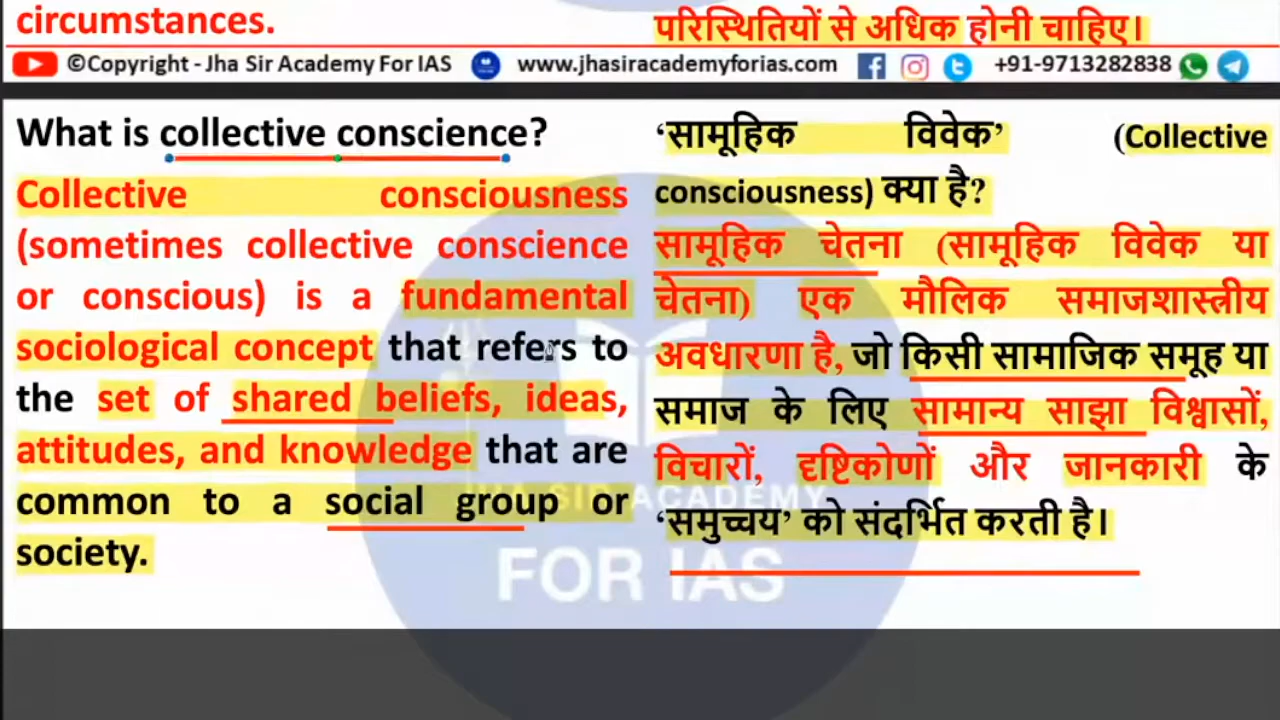 circumstances.
परिस्थितियों से अधिक होनी चाहिए।
©Copyright - Jha Sir Academy For IAS www.jhasiracademyforias.com +91-9713282838
What is collective conscience?
Collective consciousness
(sometimes collective conscience
or conscious) is a fundamental
sociological concept that refers to
the set of shared beliefs, ideas,
attitudes, and knowledge that are
common to a social group or
society.
‘सामूहिक विवेक’ (Collective
consciousness) क्या है?
सामूहिक चेतना (सामूहिक विवेक या
चेतना) एक मौलिक समाजशास्त्रीय
अवधारणा है, जो किसी सामाजिक समूह या
समाज के लिए सामान्य साझा विश्वासों,
विचारों, दृष्टिकोणों और जानकारी के
‘समुच्चय’ को संदर्भित करती है।
JHA SIR ACADEMY
FOR IAS